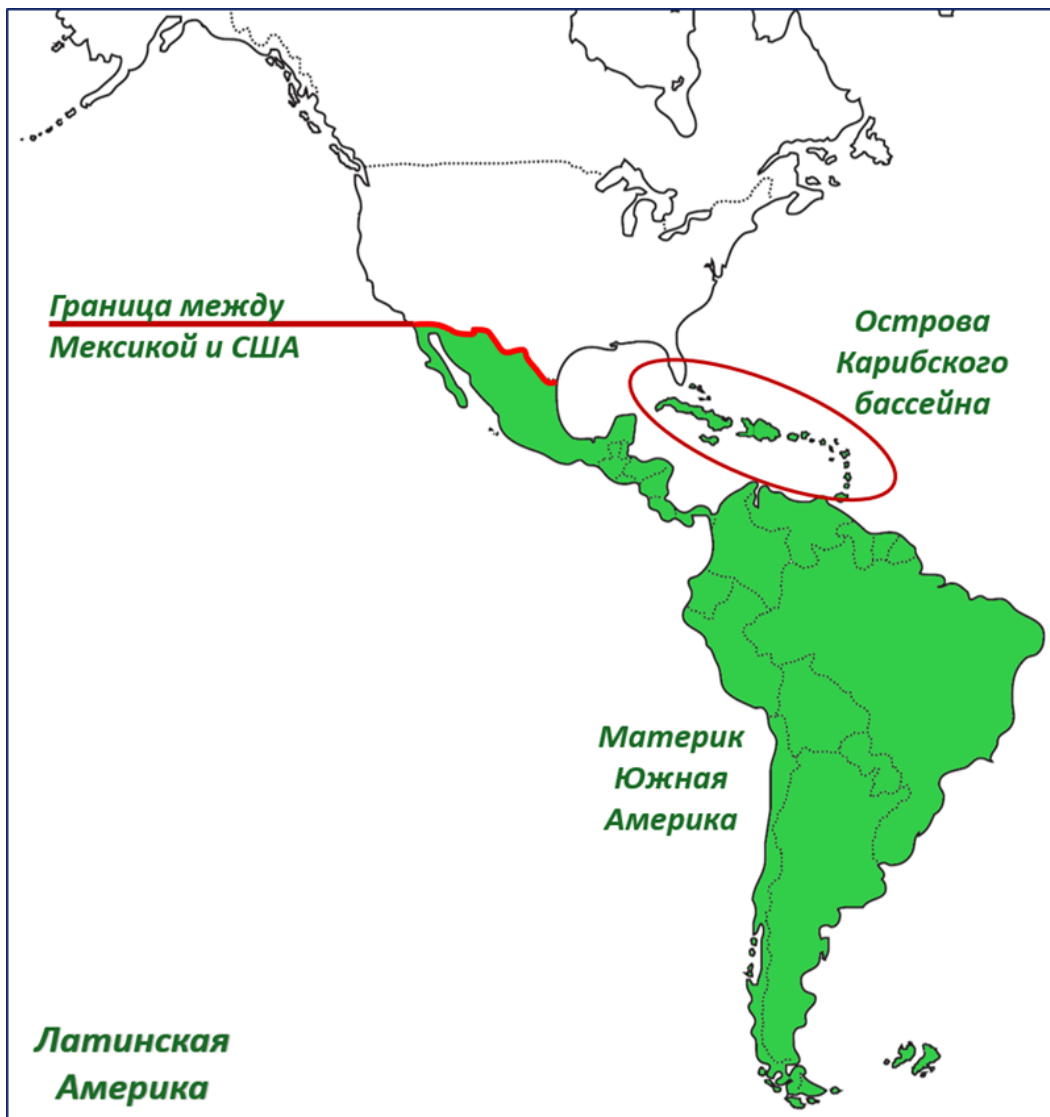 Граница между
Мексикой и США
Острова
Карибского
бассейна
Материк
Южная
Америка
Латинская
Америка